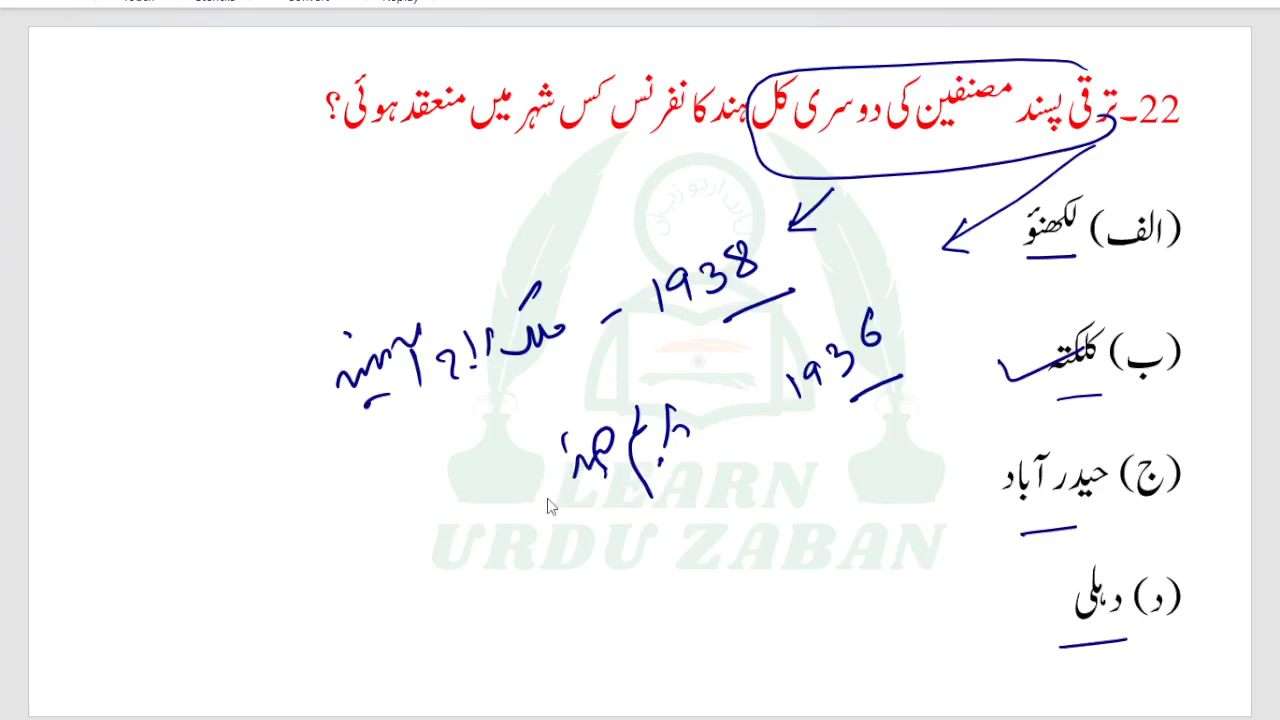 22۔ترقی پسند مصنفین کی دوسری کل ہند کانفرنس کس شہر میں منعقد ہوئی؟
(الف) لکھنؤ
1938 -
1936
(ب) کلکتہ
(ج) حیدر آباد
(د) دہلی
LEARN
URDU ZABAN